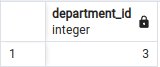 department_id
integer
1 3